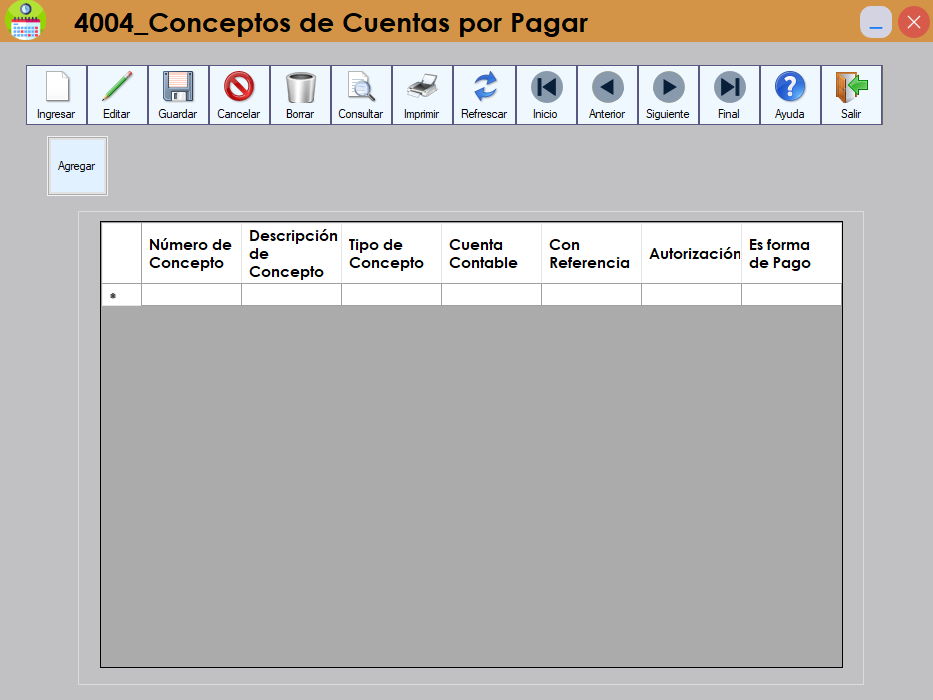 4004_Conceptos de Cuentas por Pagar
Ingresar Editar Guardar Cancelar Borrar Consultar Imprimir Refrescar Inicio Anterior Siguiente Final Ayuda Salir
Agregar
Número de Concepto
Descripción de Concepto
Tipo de Concepto
Cuenta Contable
Con Referencia
Autorización
Es forma de Pago
*